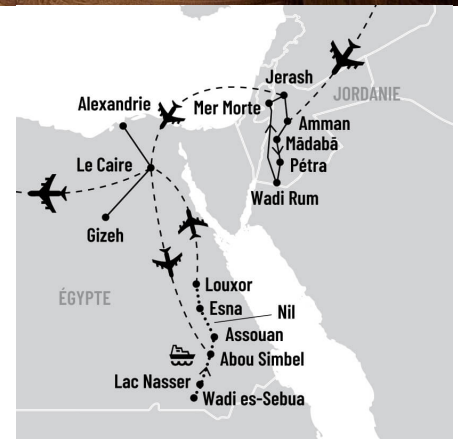 Jerash
JORDANIE
Alexandrie
Mer Morte
Amman
Mādabā
Le Caire
Pétra
Wadi Rum
Gizeh
Louxor
ÉGYPTE
Esna
Nil
Assouan
Abou Simbel
Lac Nasser
Wadi es-Sebua